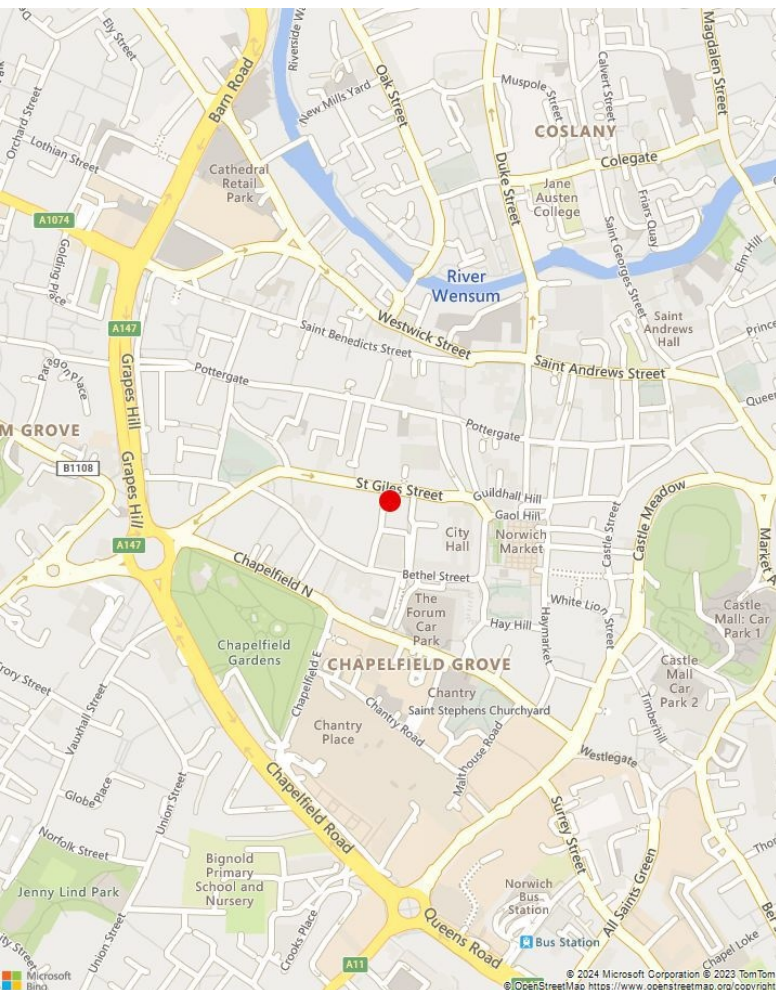 Ely Street
Riverside
Barn Road
Oak Street
Magdalen Street
Orchard Street
New Mills Yard
Muspole Street
Calvert Street
COSLANY
Lothian Street
Cathedral
Retail
Park
Duke Street
Colegate
Jane
Austen
College
Friars Quay
A1074
Golding Place
Saint Georges Street
Elm Hill
River
Wensum
Saint
Andrews
Hall
A147
Westwick Street
Saint Benedicts Street
Saint Andrews Street
Paragon Place
Grapes Hill
Pottergate
Pottergate
M GROVE
B1108
Grapes Hill
St Giles Street
Guildhall Hill
Gaol Hill
Castle Meadow
City
Hall
Norwich
Market
Castle Street
A147
Chapelfield N
Bethel Street
The
Forum
Car
Park
White Lion Street
Hay Hill
Haymarket
Castle
Mall: Car
Park 1
Chapelfield
Gardens
Chapelfield E
CHAPELFIELD GROVE
Castle
Mall
Car
Park 2
Chantry
Saint Stephens Churchyard
Vauxhall Street
Chantry
Place
Chantry Road
Malthouse Road
Timberhill
Westlegate
Globe Place
Union Street
Chapelfield Road
Surrey Street
Norfolk Street
Bignold
Primary
School and
Nursery
Jenny Lind Park
Norwich
Bus
Station
All Saints Green
Union Street
Crooks Place
Queens Road
Bus Station
Chapel Loke
A11
Microsoft
Bing
© 2024 Microsoft Corporation © 2023 TomTom
© OpenStreetMap https://www.openstreetmap.org/copyright